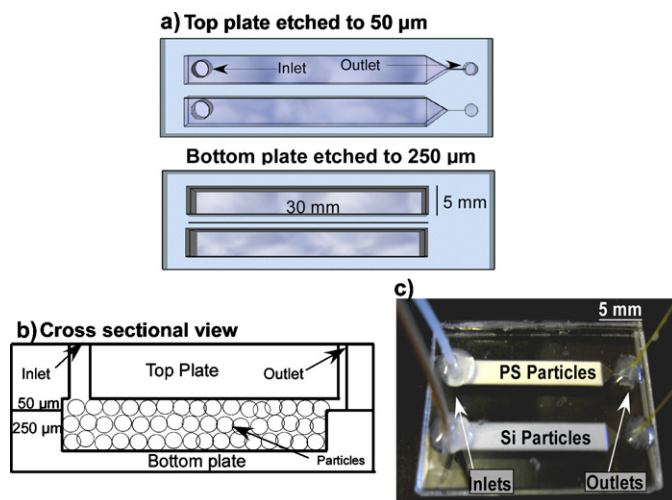 a) Top plate etched to 50 μm
Inlet
Outlet
Bottom plate etched to 250 μm
30 mm
5 mm
b) Cross sectional view
Inlet
Top Plate
Outlet
50 μm
250 μm
Particles
Bottom plate
c)
5 mm
PS Particles
Si Particles
Inlets
Outlets